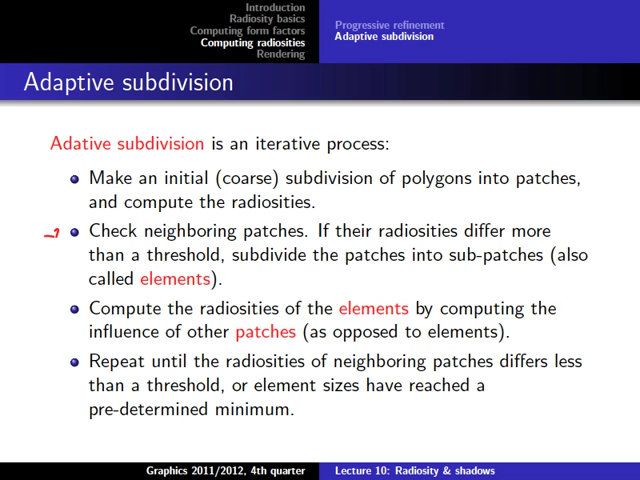 Introduction
Radiosity basics
Computing form factors
Computing radiosities
Rendering
Progressive refinement
Adaptive subdivision
Adaptive subdivision
Adative subdivision is an iterative process:
Make an initial (coarse) subdivision of polygons into patches,
and compute the radiosities.
Check neighboring patches. If their radiosities differ more
than a threshold, subdivide the patches into sub-patches (also
called elements).
Compute the radiosities of the elements by computing the
influence of other patches (as opposed to elements).
Repeat until the radiosities of neighboring patches differs less
than a threshold, or element sizes have reached a
pre-determined minimum.
Graphics 2011/2012, 4th quarter
Lecture 10: Radiosity & shadows